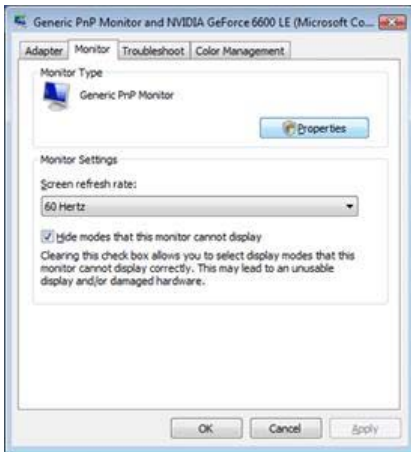 Generic PnP Monitor and NVIDIA GeForce 6600 LE (Microsoft Co...
Adapter Monitor Troubleshoot Color Management
Monitor Type
Generic PnP Monitor
Properties
Monitor Settings
Screen refresh rate:
60 Hertz
Hide modes that this monitor cannot display
Clearing this check box allows you to select display modes that this
monitor cannot display correctly. This may lead to an unusable
display and/or damaged hardware.
OK Cancel Apply